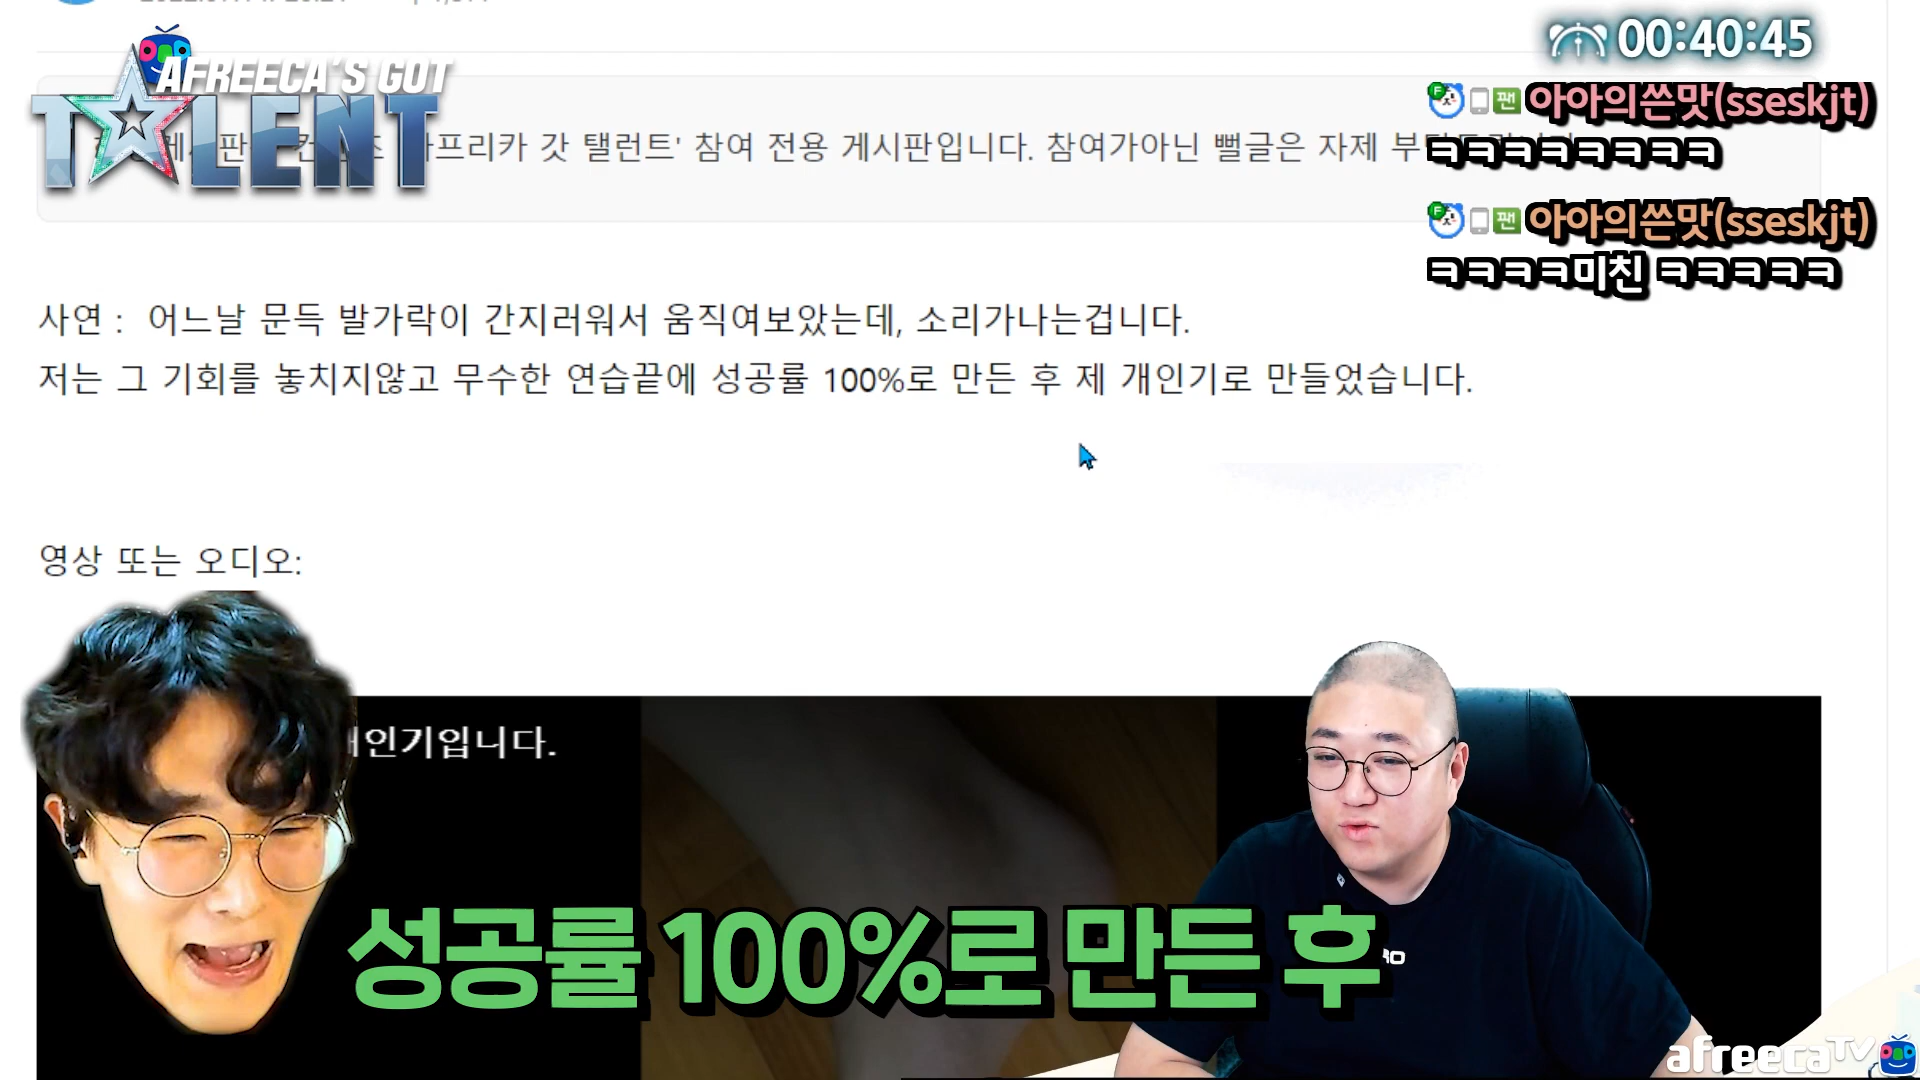 AFREECA'S GOT
TALENT
00:40:45
프리카 갓 탤런트' 참여 전용 게시판입니다. 참여가아닌 뻘글은 자제
F 팬 아아의쓴맛(sseskjt)
ㅋㅋㅋㅋㅋㅋㅋㅋ
F 팬 아아의쓴맛(sseskjt)
ㅋㅋㅋㅋ미친 ㅋㅋㅋㅋㅋ
사연 : 어느날 문득 발가락이 간지러워서 움직여보았는데, 소리가나는겁니다.
저는 그 기회를 놓치지않고 무수한 연습끝에 성공률 100%로 만든 후 제 개인기로 만들었습니다.
영상 또는 오디오:
인기입니다.
성공률 100%로 만든 후
afreecaTV